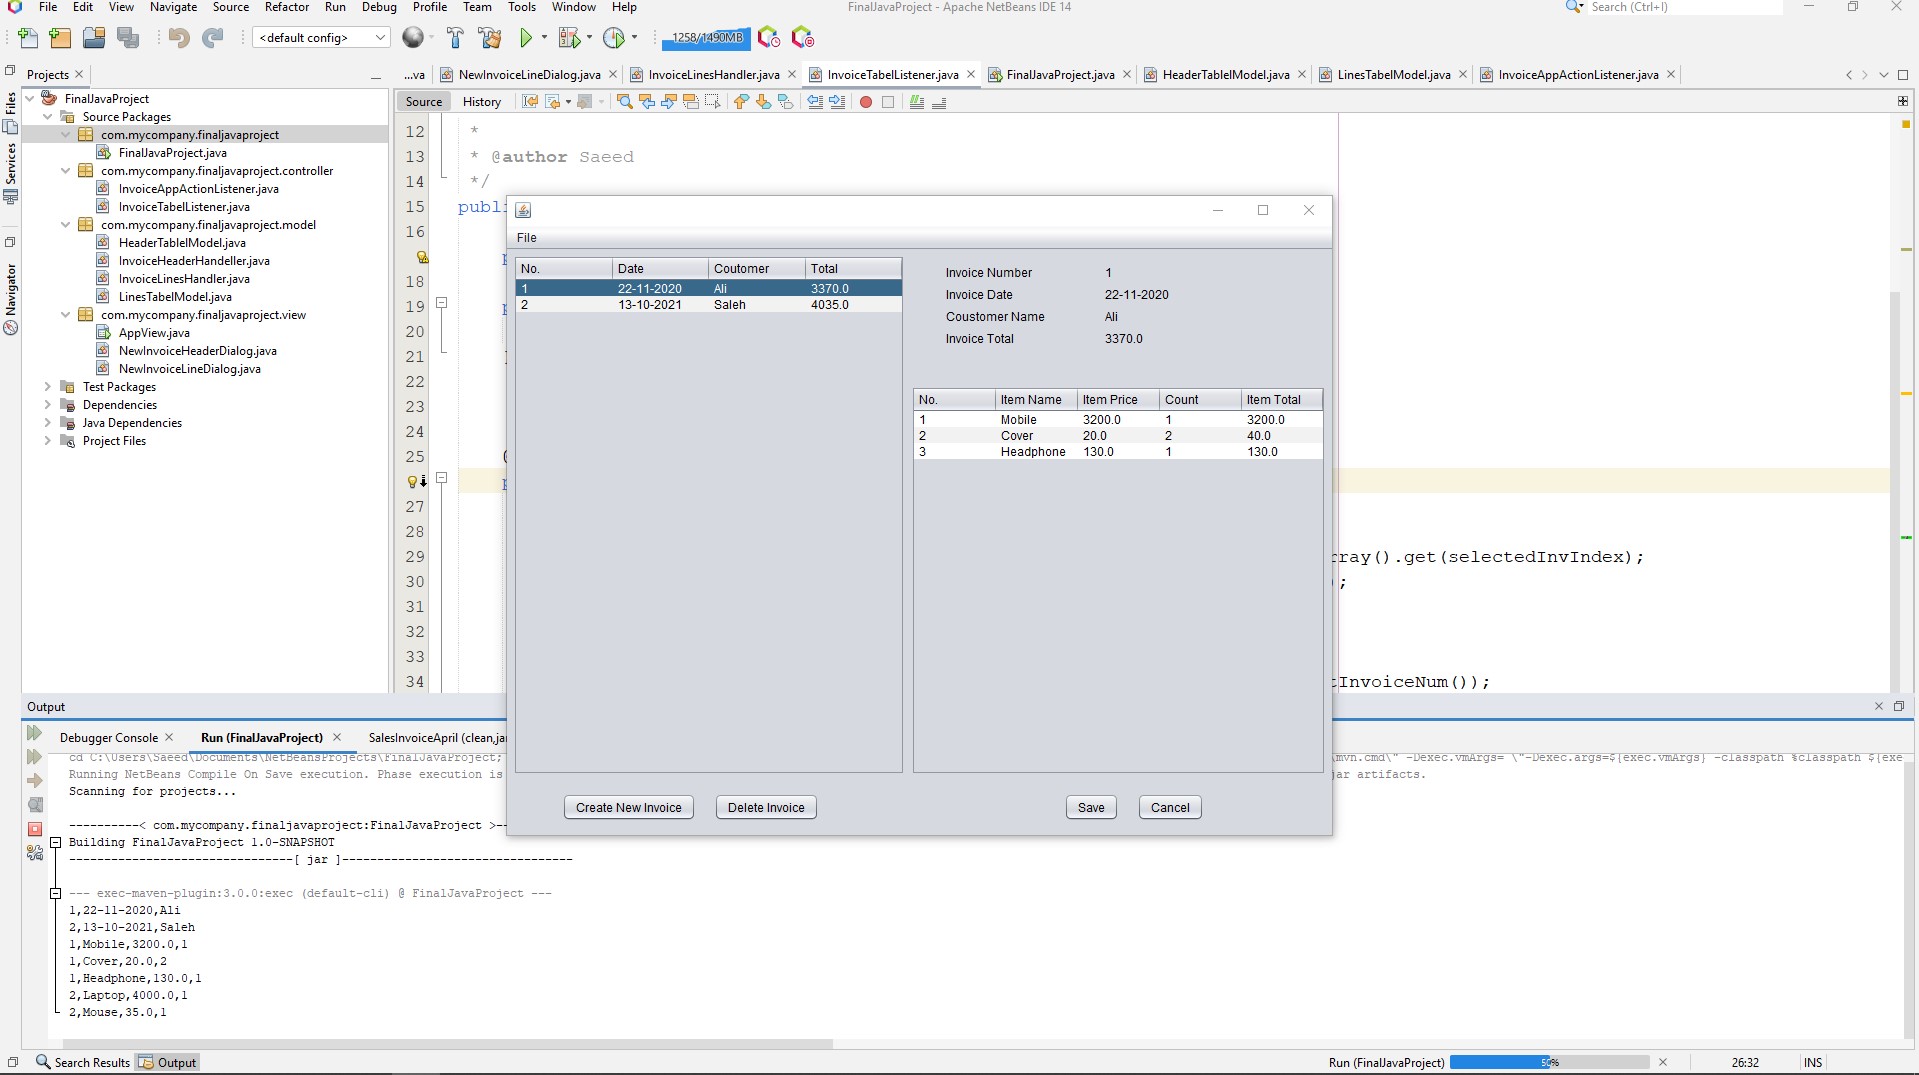 File Edit View Navigate Source Refactor Run Debug Profile Team Tools Window Help
FinalJavaProject - Apache NetBeans IDE 14
Search (Ctrl+I)
<default config>
1258/1490MB
Projects
...va
NewInvoiceLineDialog.java
InvoiceLinesHandler.java
InvoiceTabelListener.java
FinalJavaProject.java
HeaderTablelModel.java
LinesTabelModel.java
InvoiceAppActionListener.java
Files
Services
Navigator
FinalJavaProject
Source Packages
com.mycompany.finaljavaproject
FinalJavaProject.java
com.mycompany.finaljavaproject.controller
InvoiceAppActionListener.java
InvoiceTabelListener.java
com.mycompany.finaljavaproject.model
HeaderTablelModel.java
InvoiceHeaderHandeller.java
InvoiceLinesHandler.java
LinesTabelModel.java
com.mycompany.finaljavaproject.view
AppView.java
NewInvoiceHeaderDialog.java
NewInvoiceLineDialog.java
Test Packages
Dependencies
Java Dependencies
Project Files
Source History
12 *
13 * @author Saeed
14 */
15 publi
16
18
19
20
21
22
23
24
25
27
28
29 ray().get(selectedInvIndex);
30 ;
31
32
33
34 tInvoiceNum());
File
No. Date Coutomer Total
1 22-11-2020 Ali 3370.0
2 13-10-2021 Saleh 4035.0
Invoice Number 1
Invoice Date 22-11-2020
Coustomer Name Ali
Invoice Total 3370.0
No. Item Name Item Price Count Item Total
1 Mobile 3200.0 1 3200.0
2 Cover 20.0 2 40.0
3 Headphone 130.0 1 130.0
Create New Invoice Delete Invoice Save Cancel
Output
Debugger Console
Run (FinalJavaProject)
SalesInvoiceApril (clean,jar
cd C:\Users\Saeed\Documents\NetBeansProjects\FinalJavaProject; \mvn.cmd\" -Dexec.vmArgs= \"-Dexec.args=${exec.vmArgs} -classpath %classpath ${exe
Running NetBeans Compile On Save execution. Phase execution is jar artifacts.
Scanning for projects...
----------< com.mycompany.finaljavaproject:FinalJavaProject >--
Building FinalJavaProject 1.0-SNAPSHOT
--------------------------------[ jar ]---------------------------------
--- exec-maven-plugin:3.0.0:exec (default-cli) @ FinalJavaProject ---
1,22-11-2020,Ali
2,13-10-2021,Saleh
1,Mobile,3200.0,1
1,Cover,20.0,2
1,Headphone,130.0,1
2,Laptop,4000.0,1
2,Mouse,35.0,1
Search Results Output
Run (FinalJavaProject) 50%
26:32 INS